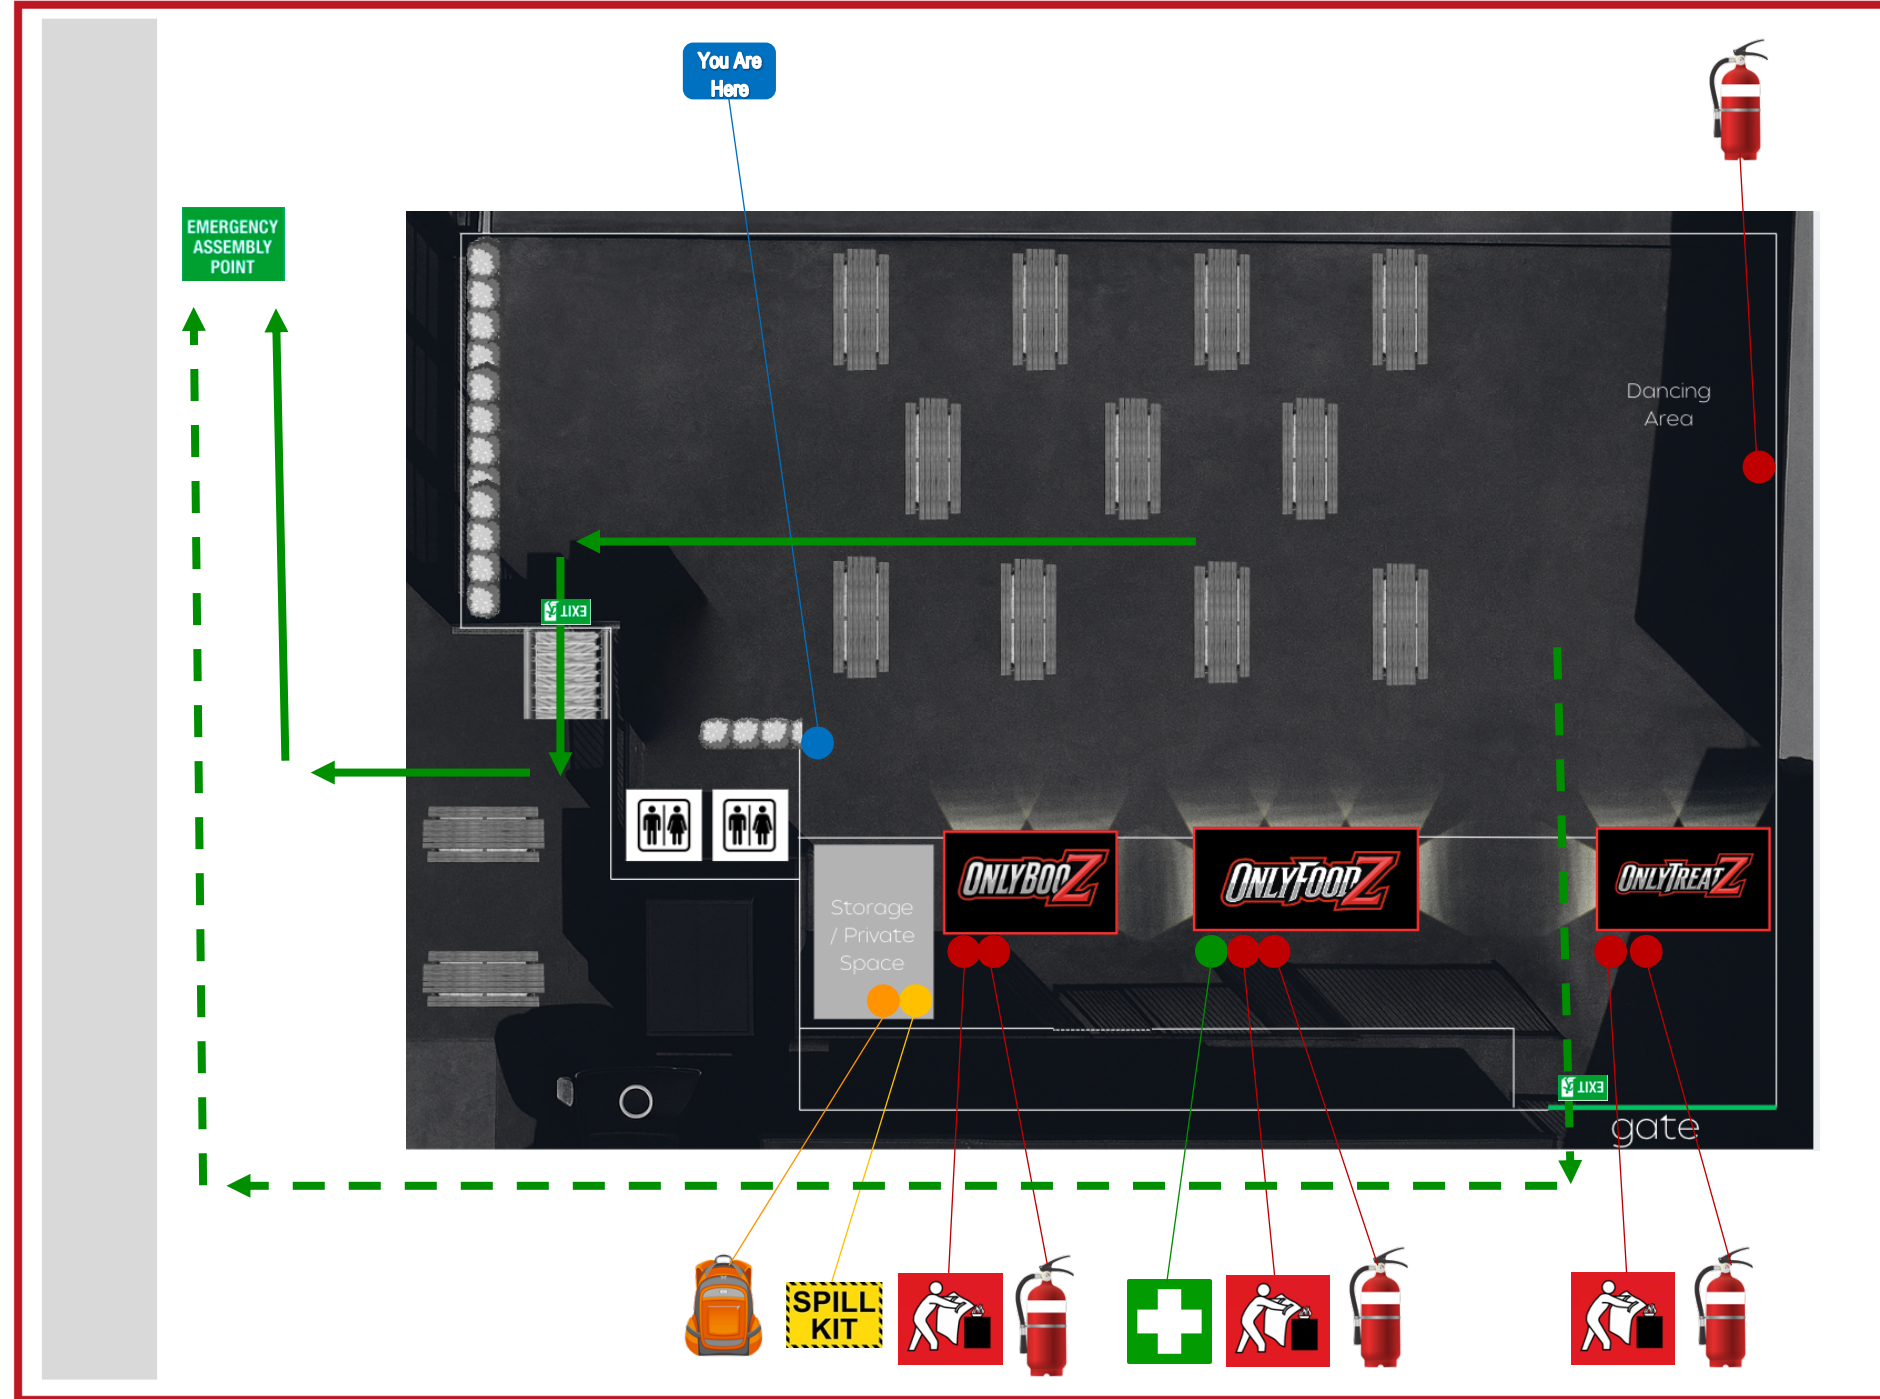 You Are
Here
EMERGENCY
ASSEMBLY
POINT
Dancing
Area
EXIT
ONLYBOOZ
ONLYFOODZ
ONLYTREATZ
Storage
/ Private
Space
EXIT
gate
SPILL
KIT